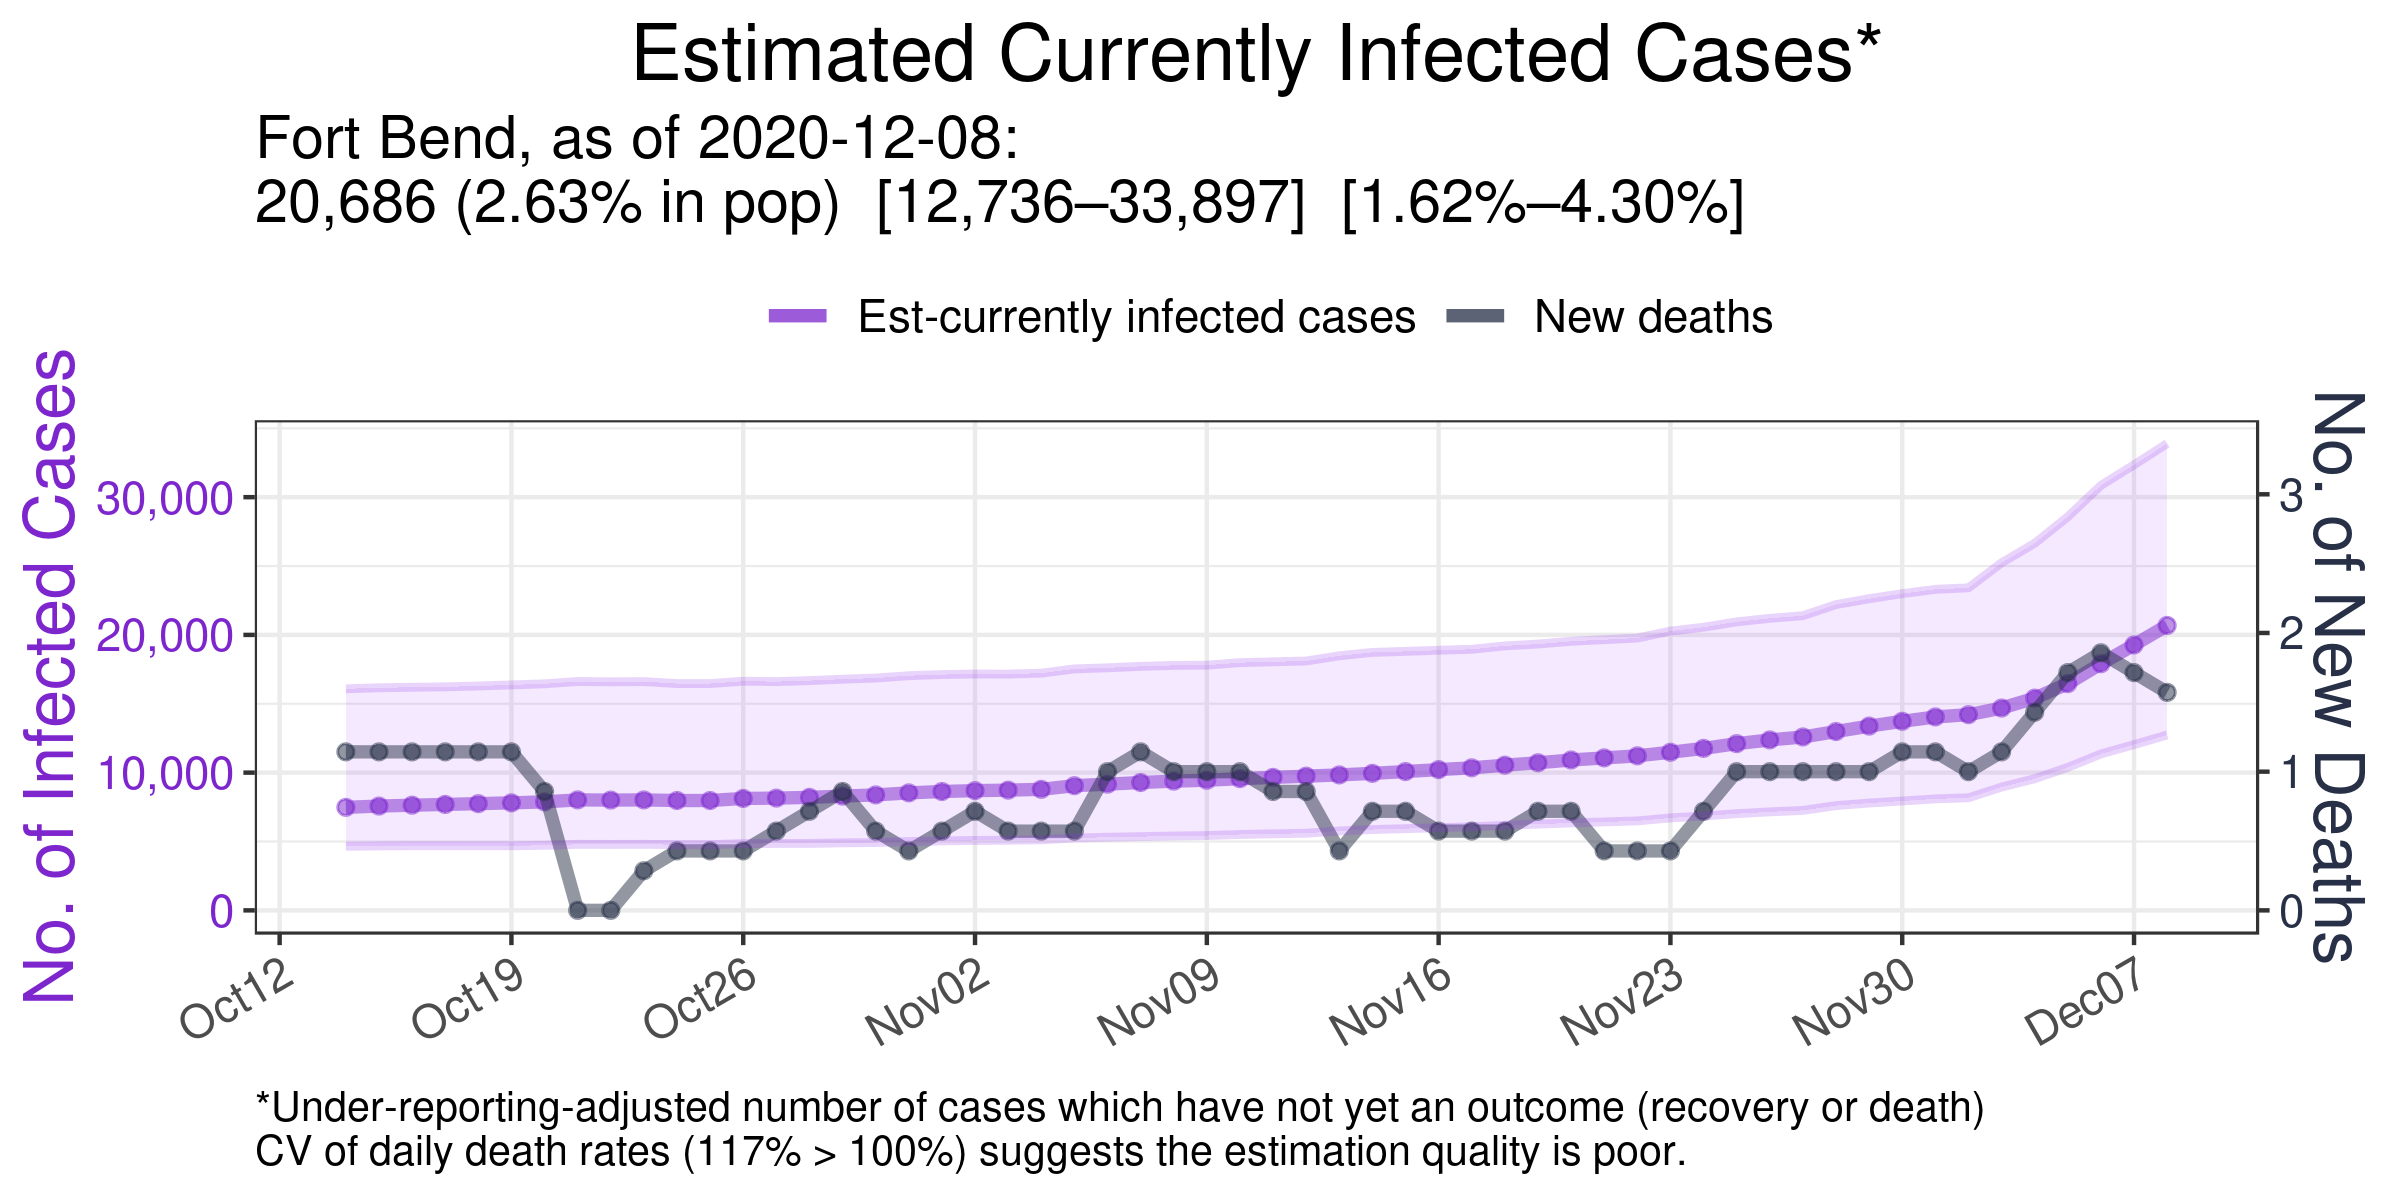 Estimated Currently Infected Cases*
Fort Bend, as of 2020-12-08:
20,686 (2.63% in pop)  [12,736–33,897]  [1.62%–4.30%]
Est-currently infected cases
New deaths
No. of Infected Cases
30,000
20,000
10,000
0
3
2
1
0
No. of New Deaths
Oct12
Oct19
Oct26
Nov02
Nov09
Nov16
Nov23
Nov30
Dec07
*Under-reporting-adjusted number of cases which have not yet an outcome (recovery or death)
CV of daily death rates (117% > 100%) suggests the estimation quality is poor.